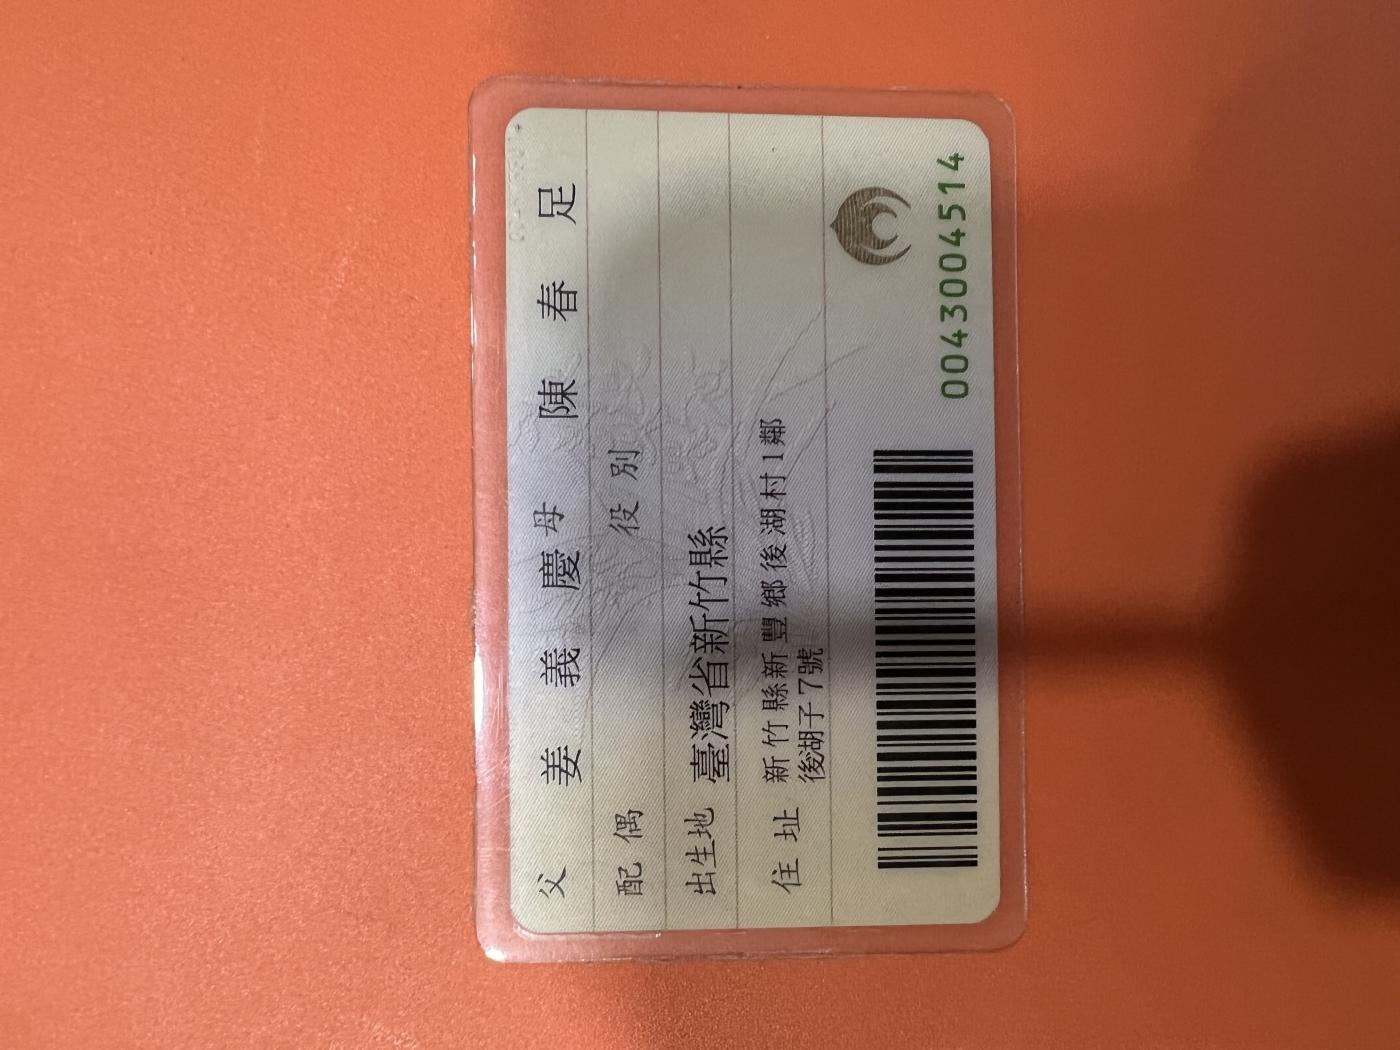 父 姜義慶 母 陳春足
配偶 役別
出生地 臺灣省新竹縣
住址 新竹縣新豐鄉後湖村1鄰
後湖子7號
0043004514